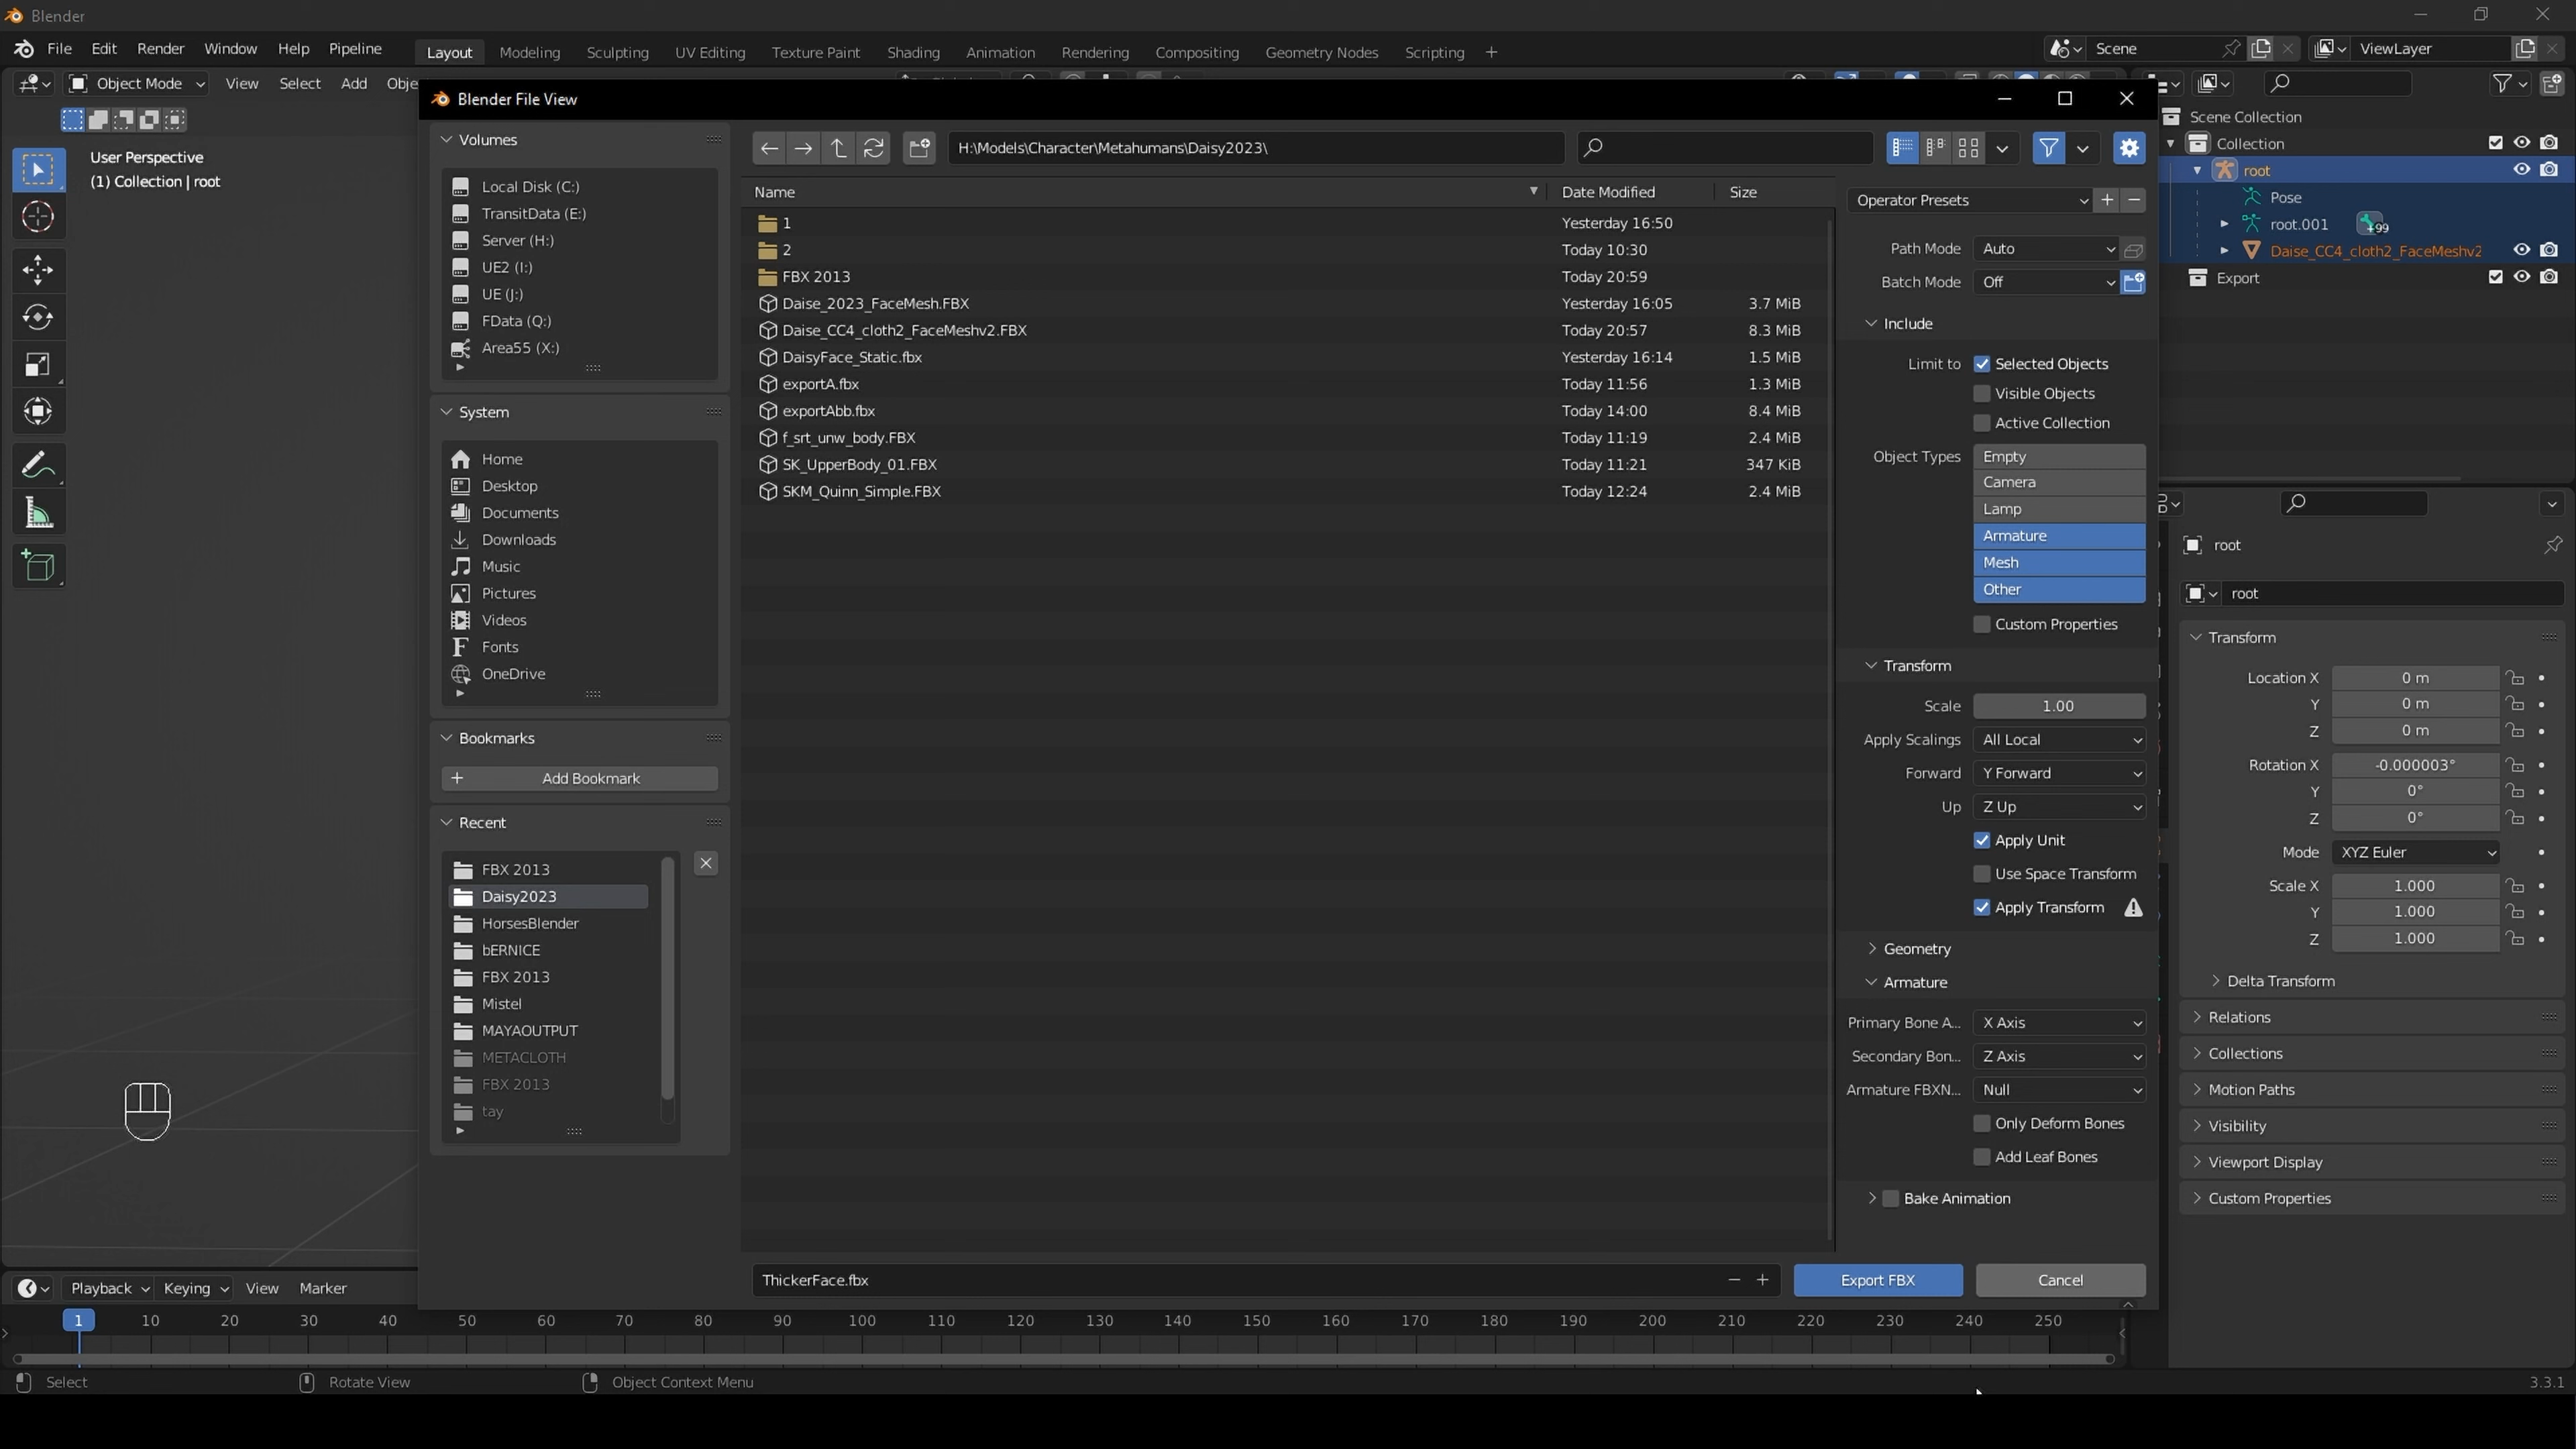 Blender
File Edit Render Window Help Pipeline Layout Modeling Sculpting UV Editing Texture Paint Shading Animation Rendering Compositing Geometry Nodes Scripting + Scene ViewLayer
Object Mode View Select Add Obje
User Perspective
(1) Collection | root
Blender File View
Volumes
Local Disk (C:)
TransitData (E:)
Server (H:)
UE2 (I:)
UE (J:)
FData (Q:)
Area55 (X:)
System
Home
Desktop
Documents
Downloads
Music
Pictures
Videos
Fonts
OneDrive
Bookmarks
+ Add Bookmark
Recent
FBX 2013
Daisy2023
HorsesBlender
bERNICE
FBX 2013
Mistel
MAYAOUTPUT
METACLOTH
FBX 2013
tay
H:\Models\Character\Metahumans\Daisy2023\
Name Date Modified Size
1 Yesterday 16:50
2 Today 10:30
FBX 2013 Today 20:59
Daise_2023_FaceMesh.FBX Yesterday 16:05 3.7 MiB
Daise_CC4_cloth2_FaceMeshv2.FBX Today 20:57 8.3 MiB
DaisyFace_Static.fbx Yesterday 16:14 1.5 MiB
exportA.fbx Today 11:56 1.3 MiB
exportAbb.fbx Today 14:00 8.4 MiB
f_srt_unw_body.FBX Today 11:19 2.4 MiB
SK_UpperBody_01.FBX Today 11:21 347 KiB
SKM_Quinn_Simple.FBX Today 12:24 2.4 MiB
ThickerFace.fbx − +
Operator Presets + −
Path Mode Auto
Batch Mode Off
Include
Limit to Selected Objects
Visible Objects
Active Collection
Object Types Empty
Camera
Lamp
Armature
Mesh
Other
Custom Properties
Transform
Scale 1.00
Apply Scalings All Local
Forward Y Forward
Up Z Up
Apply Unit
Use Space Transform
Apply Transform
Geometry
Armature
Primary Bone A... X Axis
Secondary Bon... Z Axis
Armature FBXN... Null
Only Deform Bones
Add Leaf Bones
Bake Animation
Export FBX Cancel
Scene Collection
Collection
root
Pose
root.001 +99
Daise_CC4_cloth2_FaceMeshv2
Export
root
root
Transform
Location X 0 m
Y 0 m
Z 0 m
Rotation X -0.000003°
Y 0°
Z 0°
Mode XYZ Euler
Scale X 1.000
Y 1.000
Z 1.000
Delta Transform
Relations
Collections
Motion Paths
Visibility
Viewport Display
Custom Properties
Playback Keying View Marker
1 10 20 30 40 50 60 70 80 90 100 110 120 130 140 150 160 170 180 190 200 210 220 230 240 250
Select Rotate View Object Context Menu 3.3.1